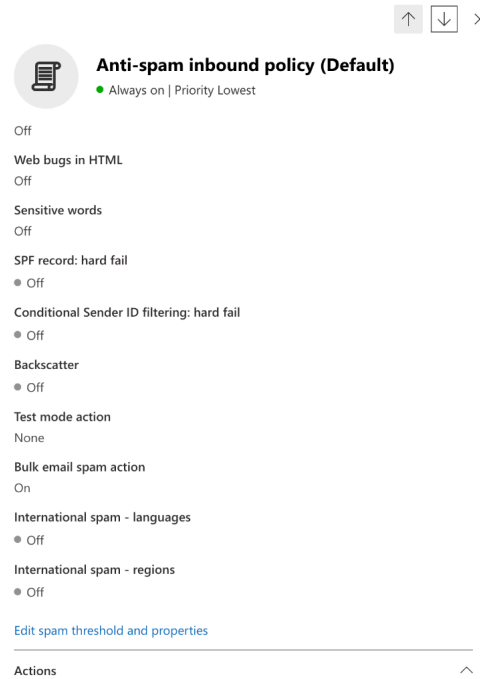 Anti-spam inbound policy (Default)
Always on | Priority Lowest
Off
Web bugs in HTML
Off
Sensitive words
Off
SPF record: hard fail
Off
Conditional Sender ID filtering: hard fail
Off
Backscatter
Off
Test mode action
None
Bulk email spam action
On
International spam - languages
Off
International spam - regions
Off
Edit spam threshold and properties
Actions